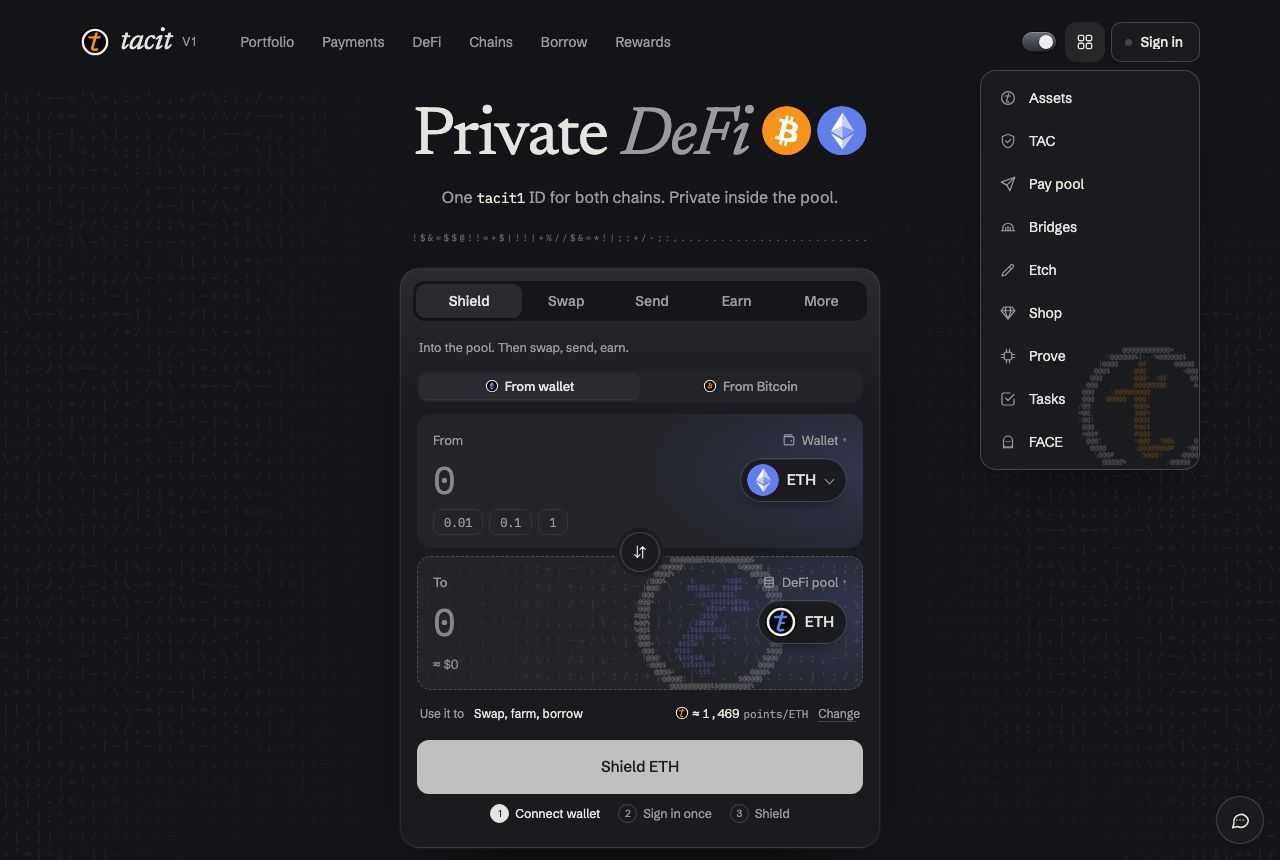 tacit V1
Portfolio
Payments
DeFi
Chains
Borrow
Rewards
Sign in
Assets
TAC
Pay pool
Bridges
Etch
Shop
Prove
Tasks
FACE
Private DeFi
One tacit1 ID for both chains. Private inside the pool.
Shield
Swap
Send
Earn
More
Into the pool. Then swap, send, earn.
From wallet
From Bitcoin
From
Wallet
0
ETH
0.01
0.1
1
To
DeFi pool
0
ETH
≈ $0
Use it to Swap, farm, borrow
≈ 1,469 points/ETH Change
Shield ETH
1 Connect wallet
2 Sign in once
3 Shield